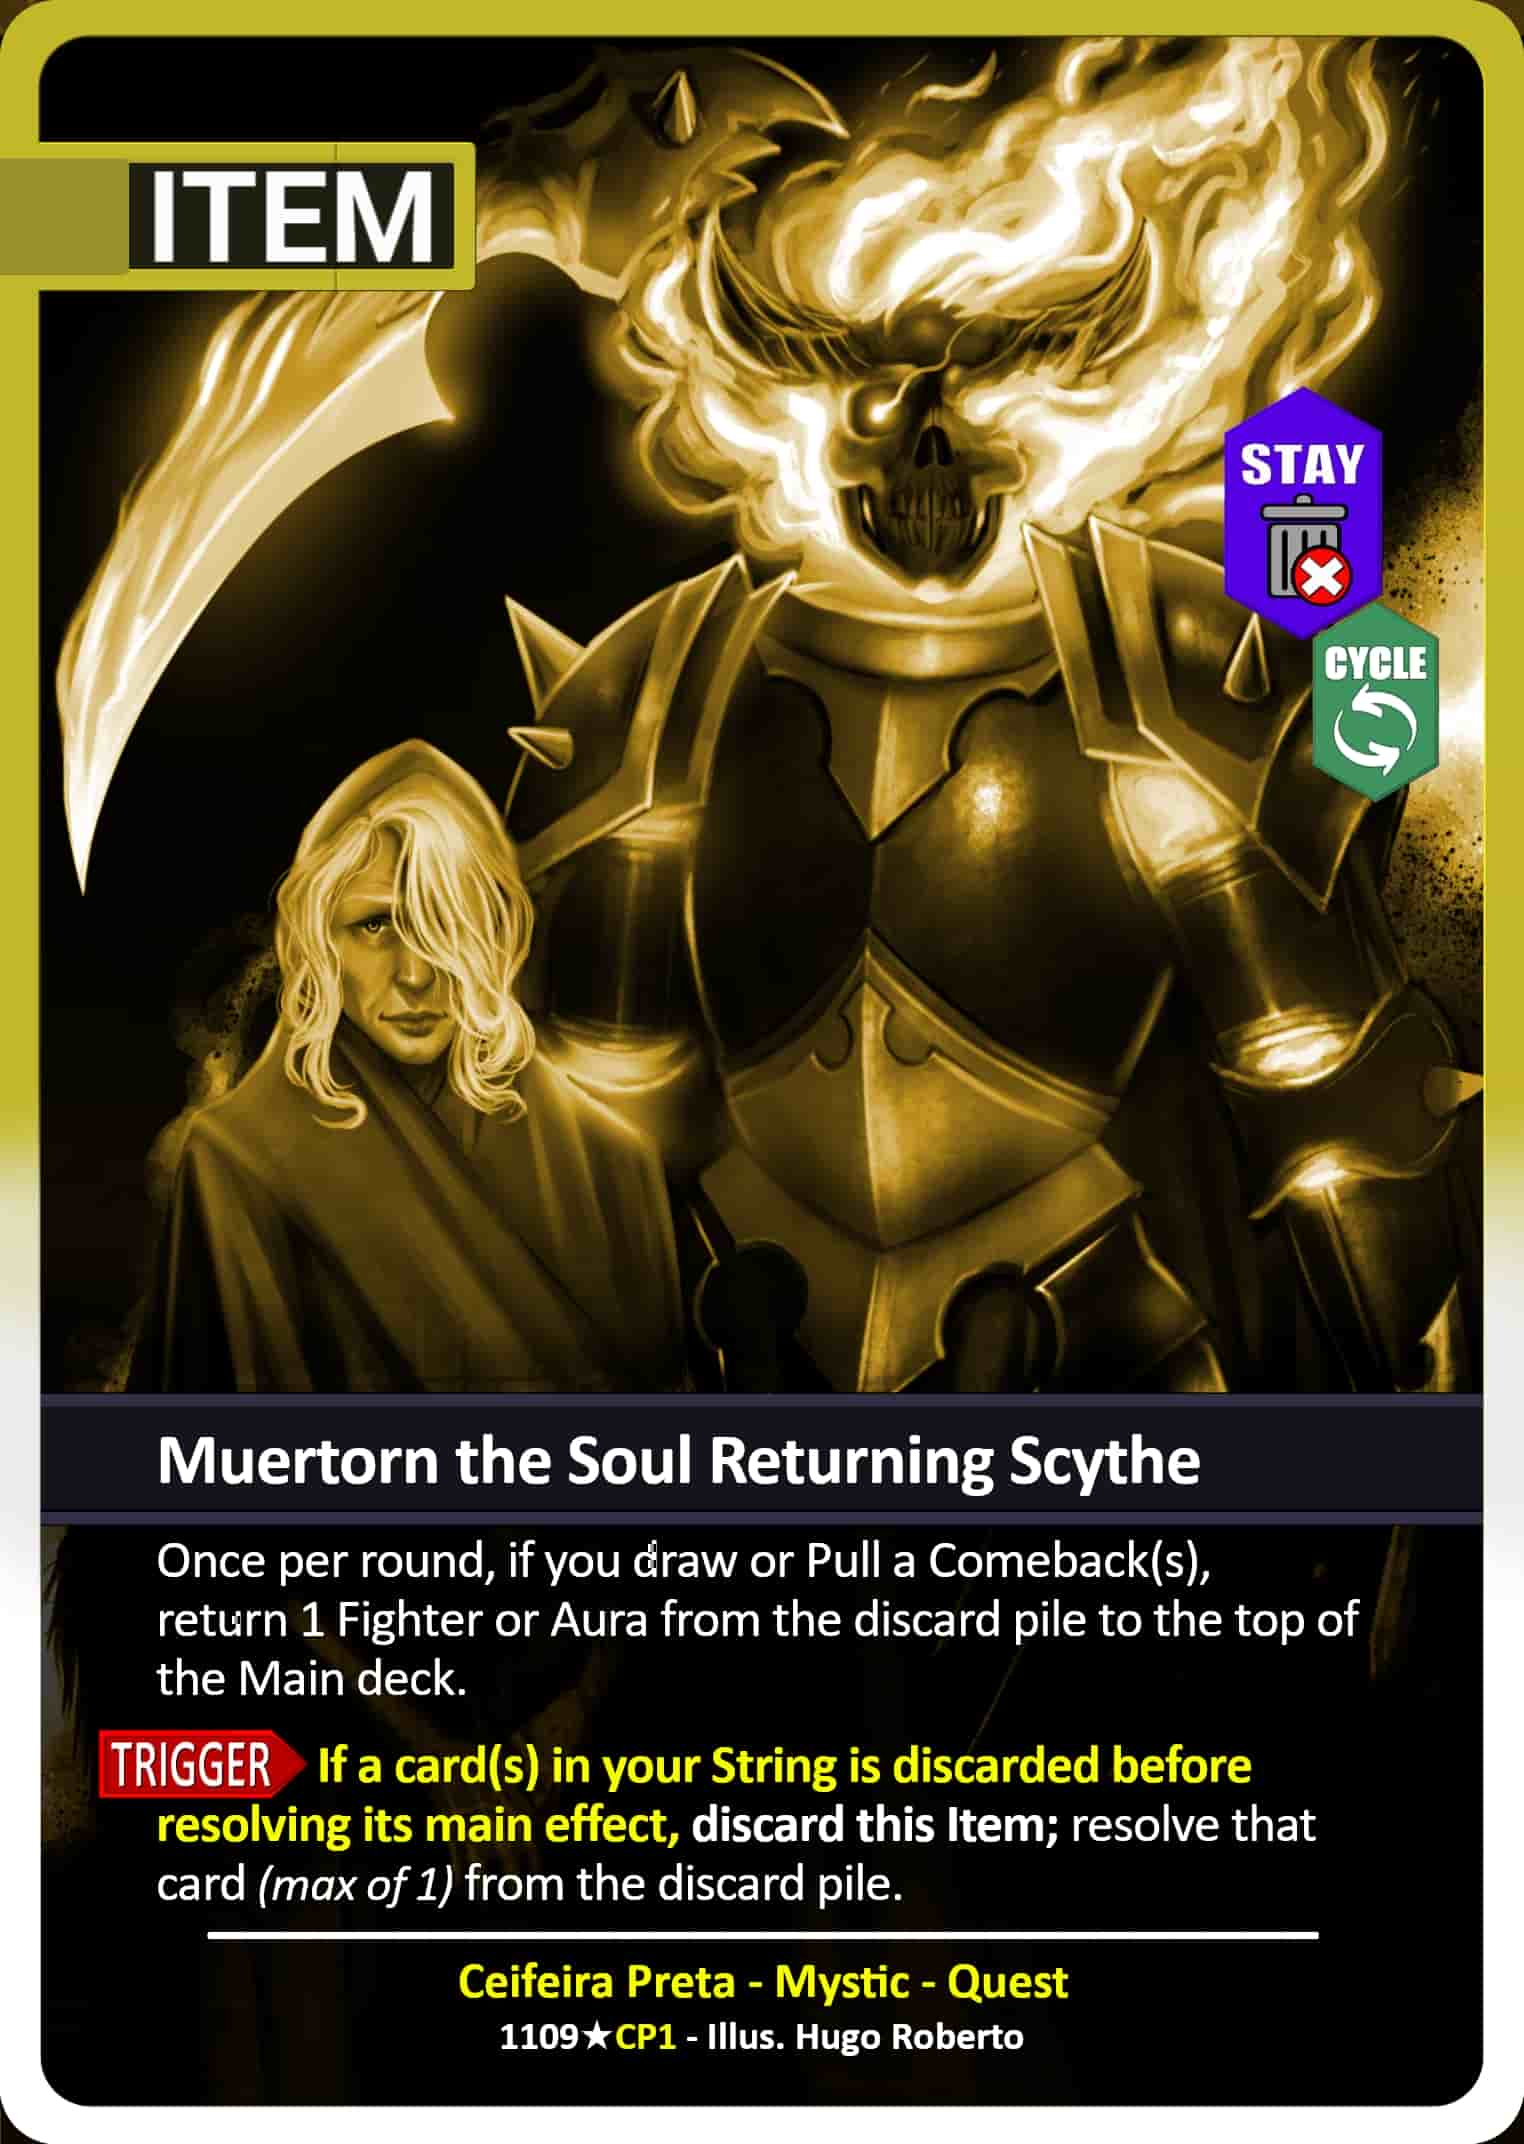 ITEM
STAY
CYCLE
Muertorn the Soul Returning Scythe
Once per round, if you draw or Pull a Comeback(s),
return 1 Fighter or Aura from the discard pile to the top of
the Main deck.
TRIGGER If a card(s) in your String is discarded before
resolving its main effect, discard this Item; resolve that
card (max of 1) from the discard pile.
Ceifeira Preta - Mystic - Quest
1109★CP1 - Illus. Hugo Roberto